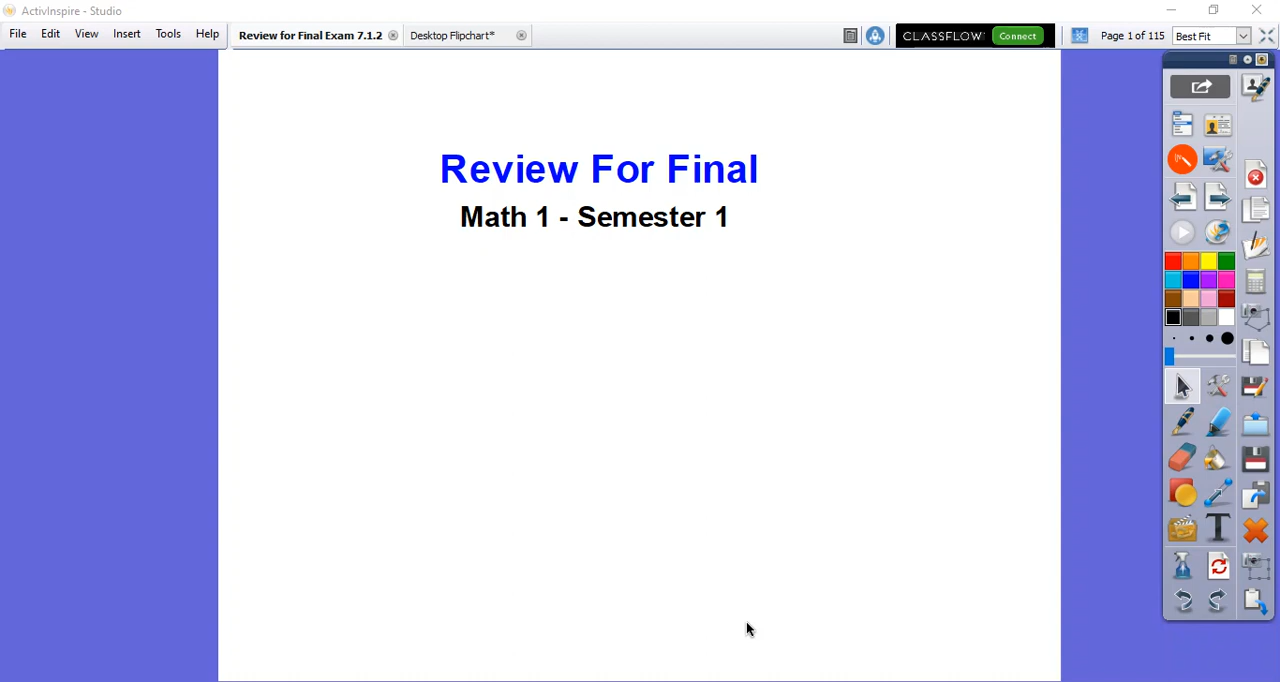 ActivInspire - Studio
File Edit View Insert Tools Help
Review for Final Exam 7.1.2
Desktop Flipchart*
CLASSFLOW
Connect
Page 1 of 115
Best Fit
Review For Final
Math 1 - Semester 1
T